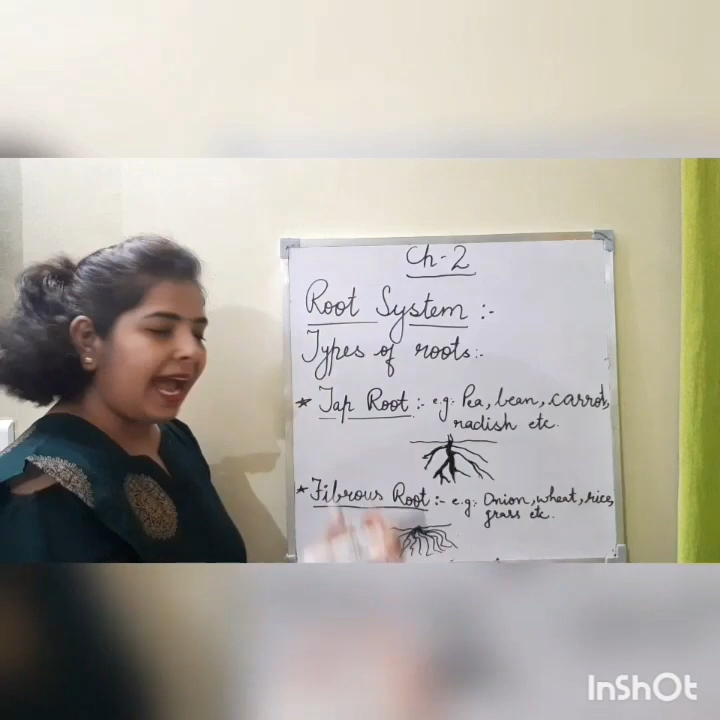 Ch-2
Root System :-
Types of roots:-
* Tap Root :- e.g: Pea, bean, carrot,
radish etc.
* Fibrous Root :- e.g:- Onion, wheat, rice,
grass etc.
InShOt